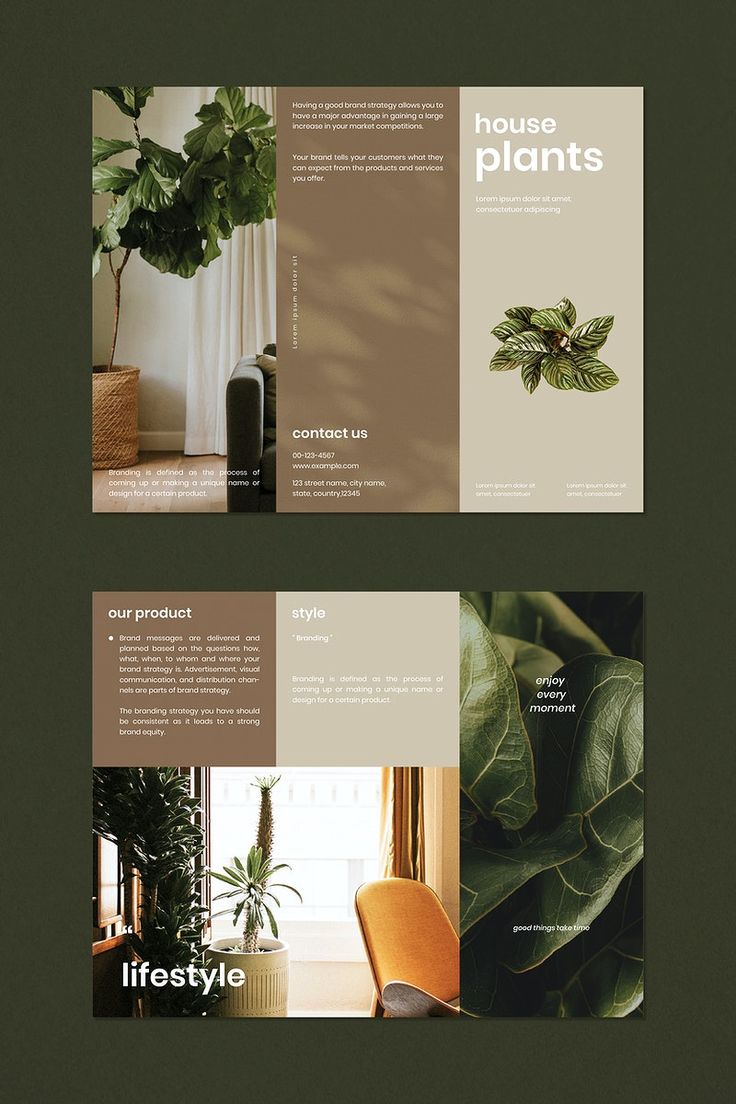 Branding is defined as the process of
coming up or making a unique name or
design for a certain product.
Having a good brand strategy allows you to
have a major advantage in gaining a large
increase in your market competitions.
Your brand tells your customers what they
can expect from the products and services
you offer.
Lorem ipsum dolor sit
contact us
00-123-4567
www.example.com
123 street name, city name,
state, country,12345
house
plants
Lorem ipsum dolor sit amet,
consectetuer adipiscing
Lorem ipsum dolor sit
amet, consectetuer
Lorem ipsum dolor sit
amet, consectetuer
our product
Brand messages are delivered and
planned based on the questions how,
what, when, to whom and where your
brand strategy is. Advertisement, visual
communication, and distribution chan-
nels are parts of brand strategy.
The branding strategy you have should
be consistent as it leads to a strong
brand equity.
style
" Branding "
Branding is defined as the process of
coming up or making a unique name or
design for a certain product.
“
lifestyle
enjoy
every
moment
good things take time